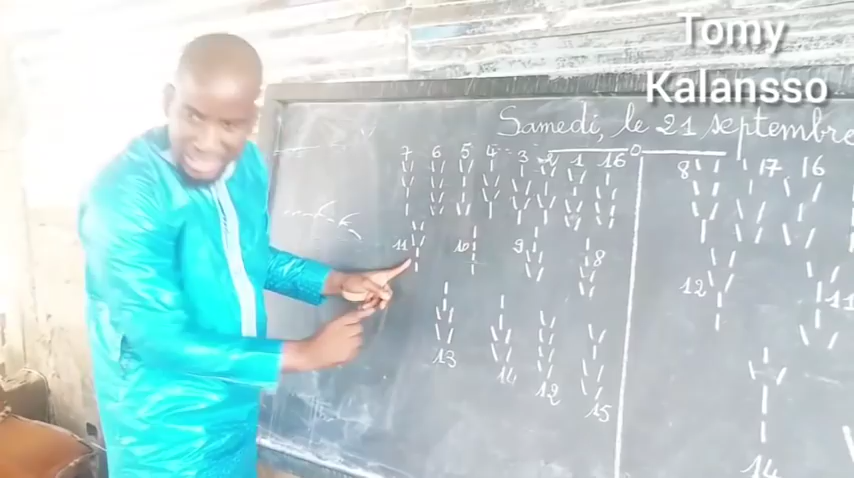 Tomy
Kalansso
Samedi, le 21 septembre
7 6 5 4 3 2 1 16
8 17 16
11 10 9 8
12 11
13 14 12 15
14